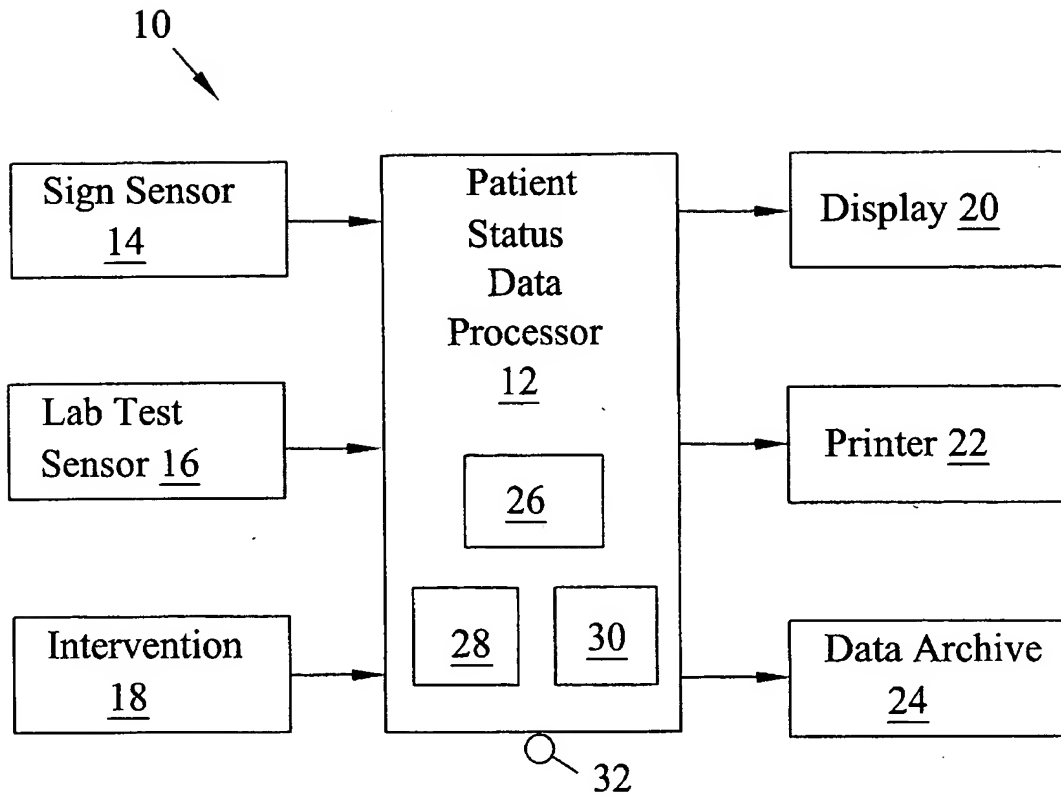 10
Sign Sensor
14
Lab Test
Sensor 16
Intervention
18
Patient
Status
Data
Processor
12
26
28
30
32
Display 20
Printer 22
Data Archive
24